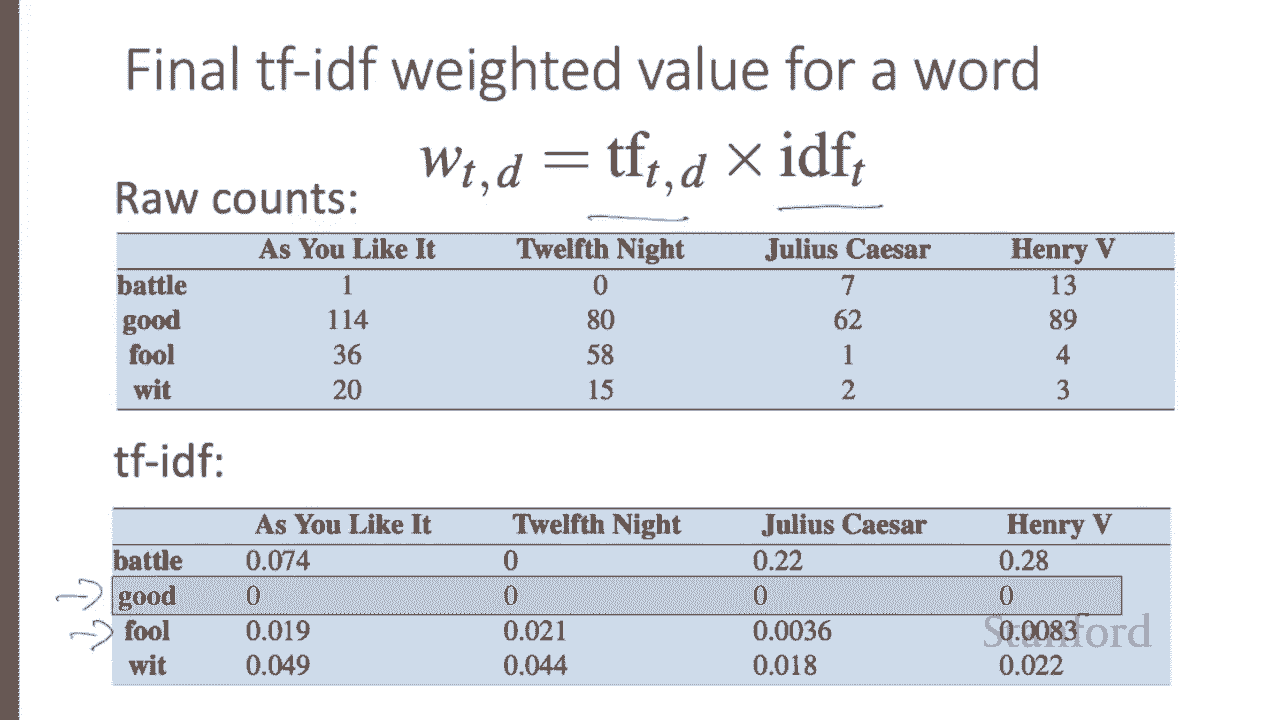 Final tf-idf weighted value for a word
w_{t,d} = tf_{t,d} × idf_t
Raw counts:
As You Like It Twelfth Night Julius Caesar Henry V
battle 1 0 7 13
good 114 80 62 89
fool 36 58 1 4
wit 20 15 2 3
tf-idf:
As You Like It Twelfth Night Julius Caesar Henry V
battle 0.074 0 0.22 0.28
good 0 0 0 0
fool 0.019 0.021 0.0036 0.0083
Stanford
wit 0.049 0.044 0.018 0.022